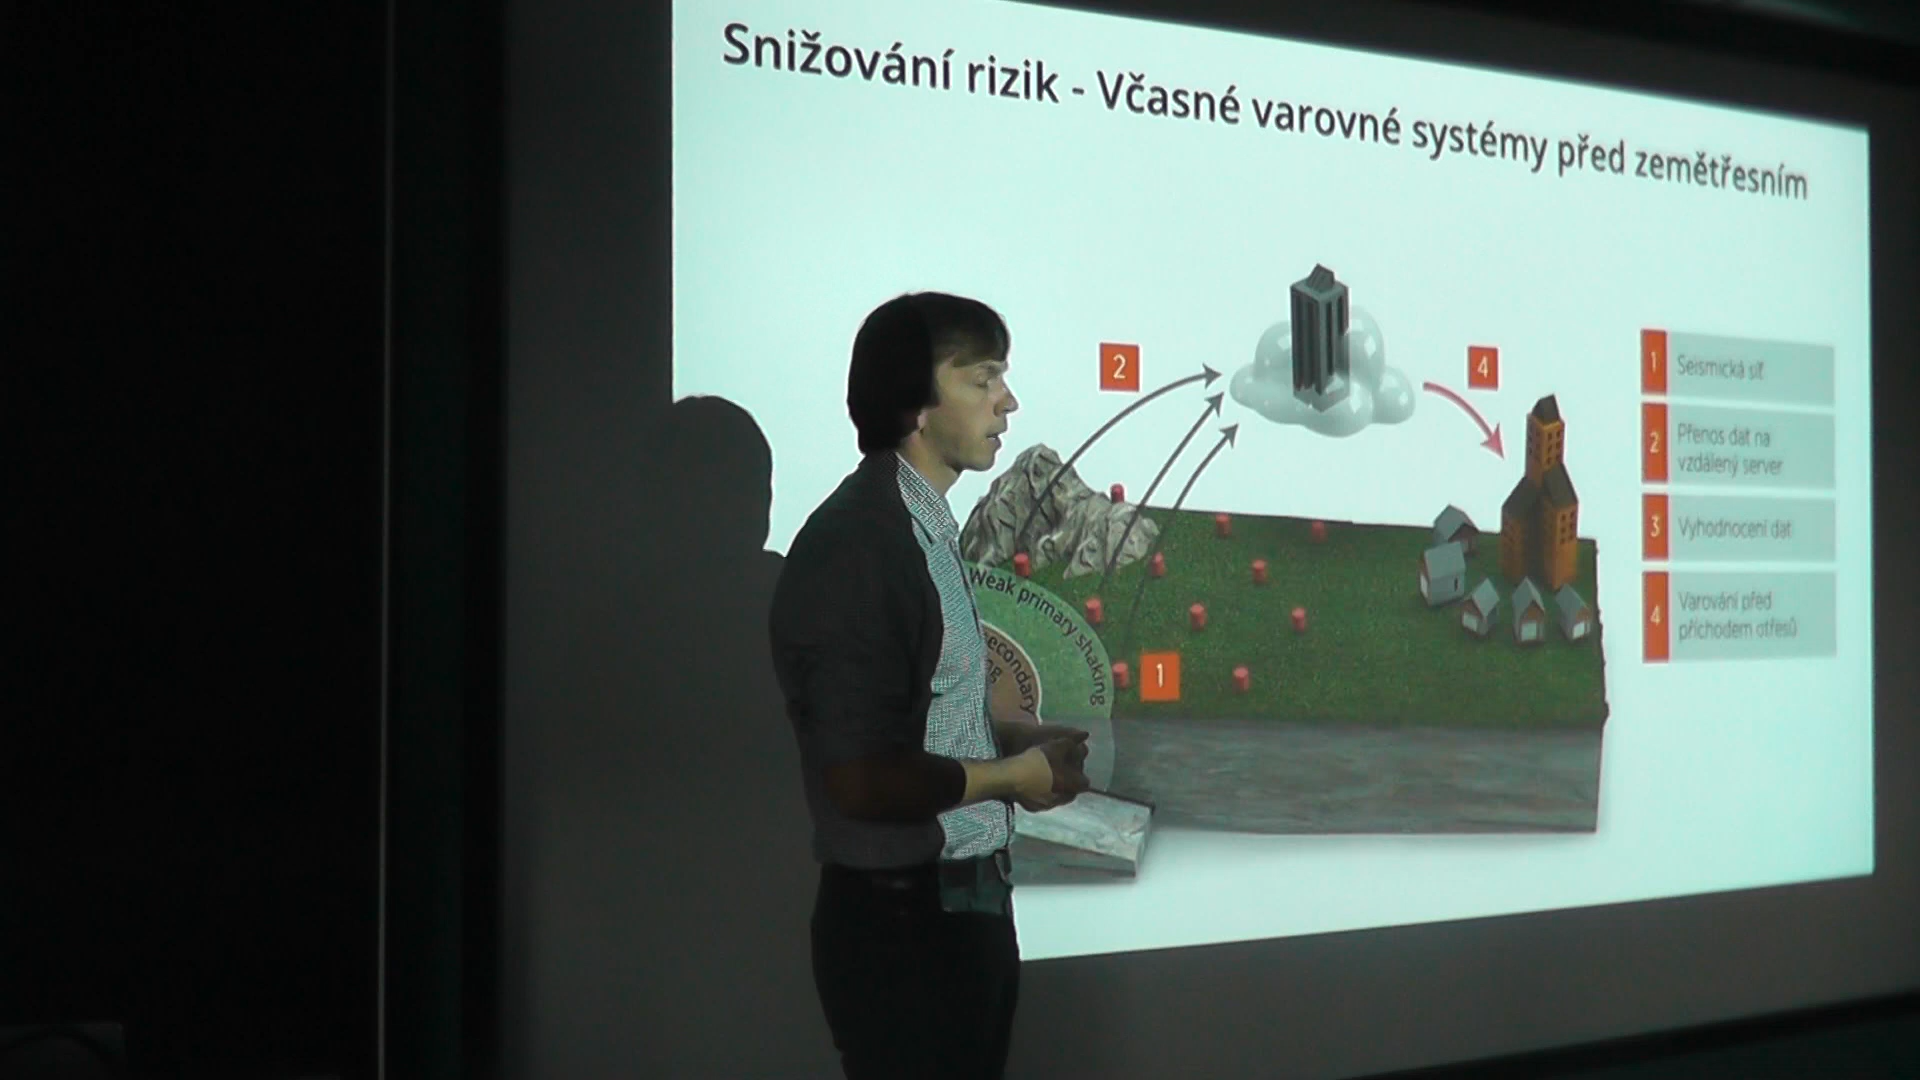 Snižování rizik - Včasné varovné systémy před zemětřesním
2
4
1
Weak primary shaking
secondary
1 Seismická síť
2 Přenos dat na
vzdálený server
3 Vyhodnocení dat
4 Varování před
příchodem otřesů